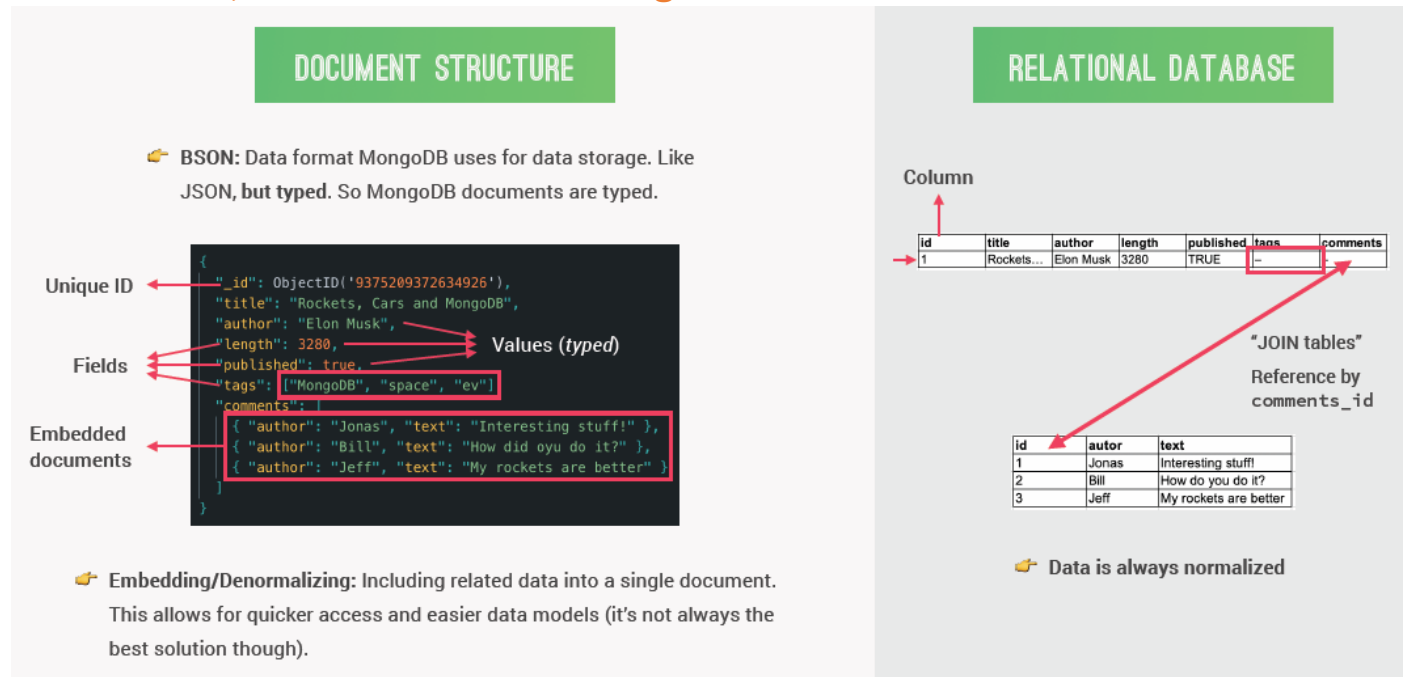 DOCUMENT STRUCTURE
BSON: Data format MongoDB uses for data storage. Like
JSON, but typed. So MongoDB documents are typed.
Unique ID
Fields
Embedded
documents
{
"_id": ObjectID('9375209372634926'),
"title": "Rockets, Cars and MongoDB",
"author": "Elon Musk",
"length": 3280,
"published": true,
"tags": ["MongoDB", "space", "ev"]
"comments": [
{ "author": "Jonas", "text": "Interesting stuff!" },
{ "author": "Bill", "text": "How did oyu do it?" },
{ "author": "Jeff", "text": "My rockets are better" }
]
}
Values (typed)
Embedding/Denormalizing: Including related data into a single document.
This allows for quicker access and easier data models (it's not always the
best solution though).
RELATIONAL DATABASE
Column
id title author length published tags comments
1 Rockets... Elon Musk 3280 TRUE – -
"JOIN tables"
Reference by
comments_id
id autor text
1 Jonas Interesting stuff!
2 Bill How do you do it?
3 Jeff My rockets are better
Data is always normalized